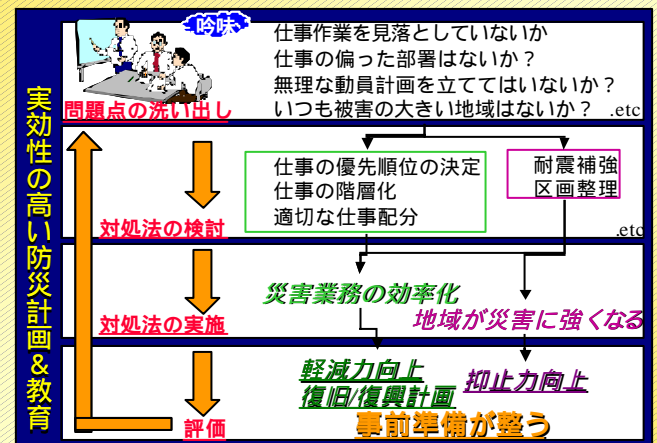 実効性の高い防災計画&教育
吟味
仕事作業を見落としていないか
仕事の偏った部署はないか?
無理な動員計画を立ててはいないか?
いつも被害の大きい地域はないか? .etc
問題点の洗い出し
仕事の優先順位の決定
仕事の階層化
適切な仕事配分
耐震補強
区画整理
.etc
対処法の検討
災害業務の効率化
地域が災害に強くなる
対処法の実施
軽減力向上
復旧/復興計画
抑止力向上
事前準備が整う
評価